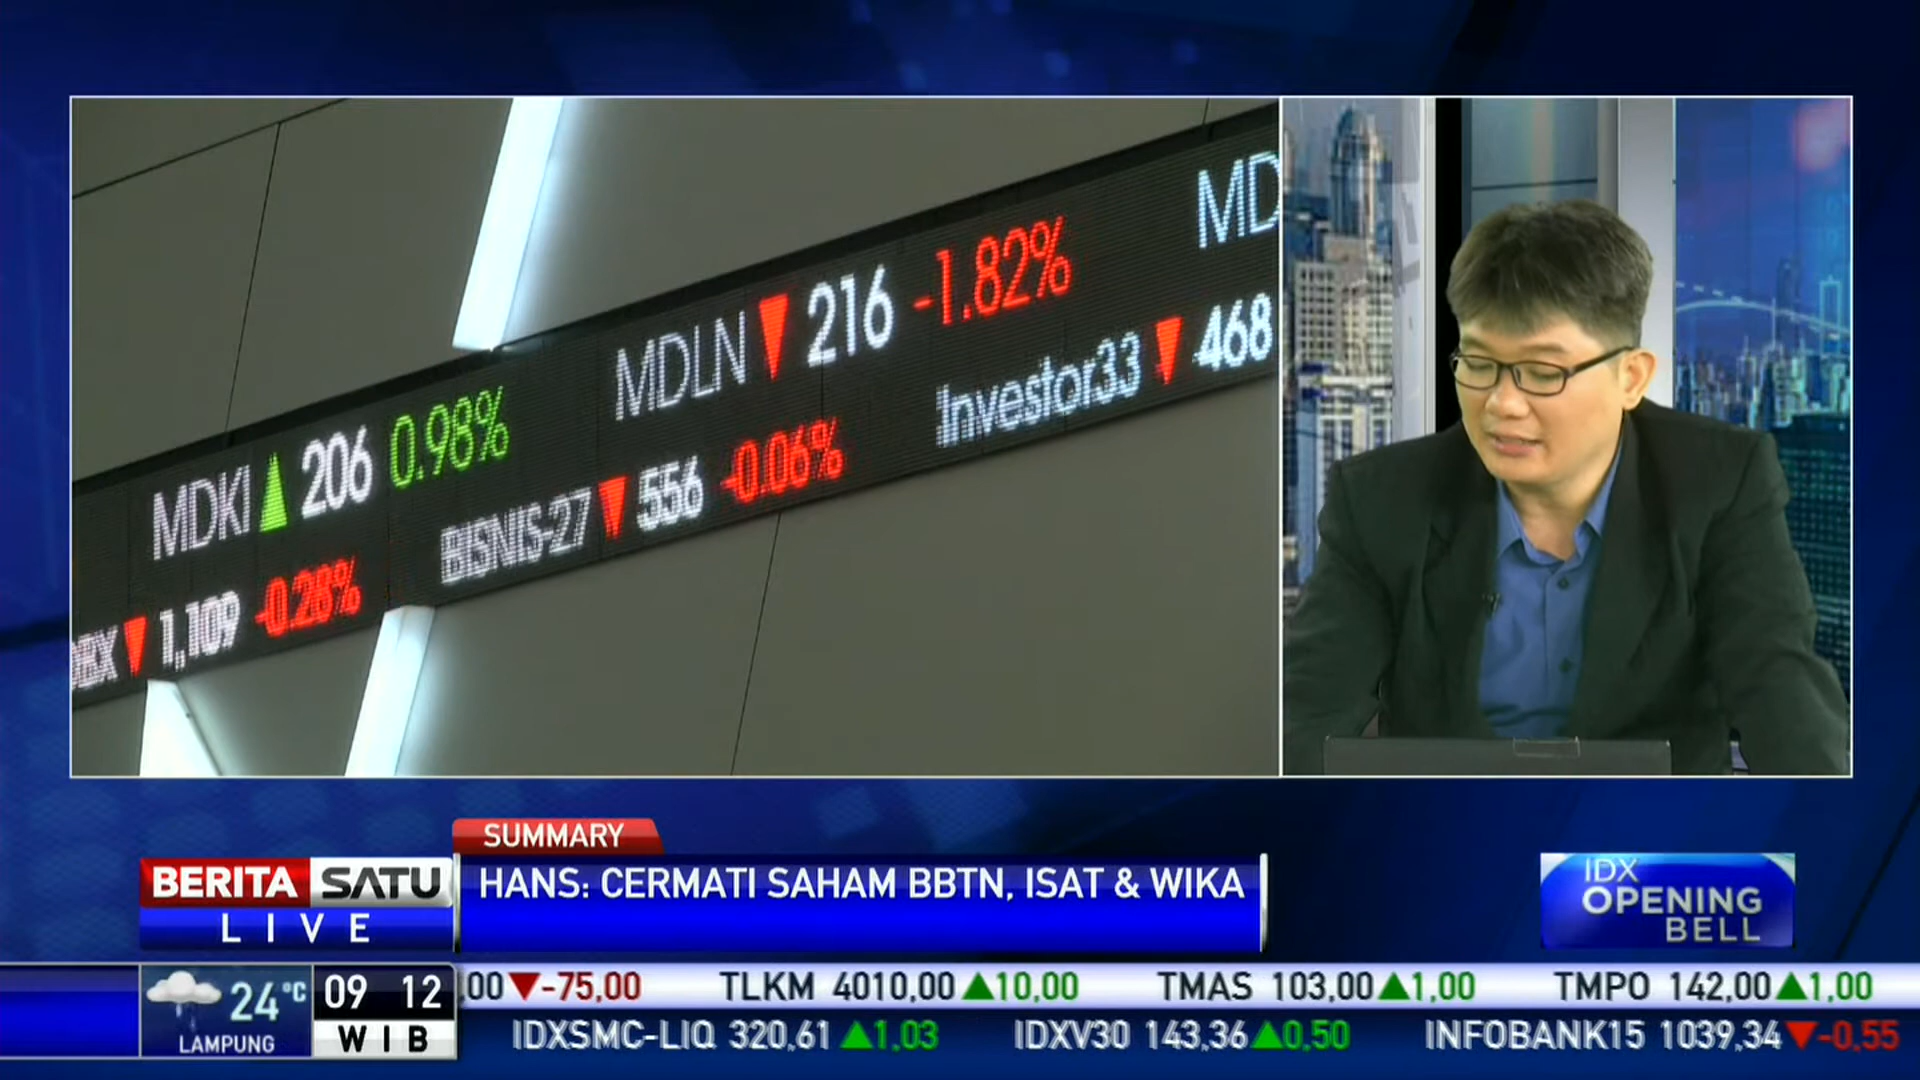 MD
MDLN 216 -1.82%
MDKI 206 0.98%
Investor33 468
BISNIS-27 556 -0.06%
1,109 -0.28%
SUMMARY
BERITA SATU
LIVE
HANS: CERMATI SAHAM BBTN, ISAT & WIKA
IDX
OPENING
BELL
24°C
LAMPUNG
09 12
WIB
,00 ▼-75,00 TLKM 4010,00 ▲10,00 TMAS 103,00 ▲1,00 TMPO 142,00 ▲1,00
IDXSMC-LIQ 320,61 ▲1,03 IDXV30 143,36 ▲0,50 INFOBANK15 1039,34 ▼-0,55